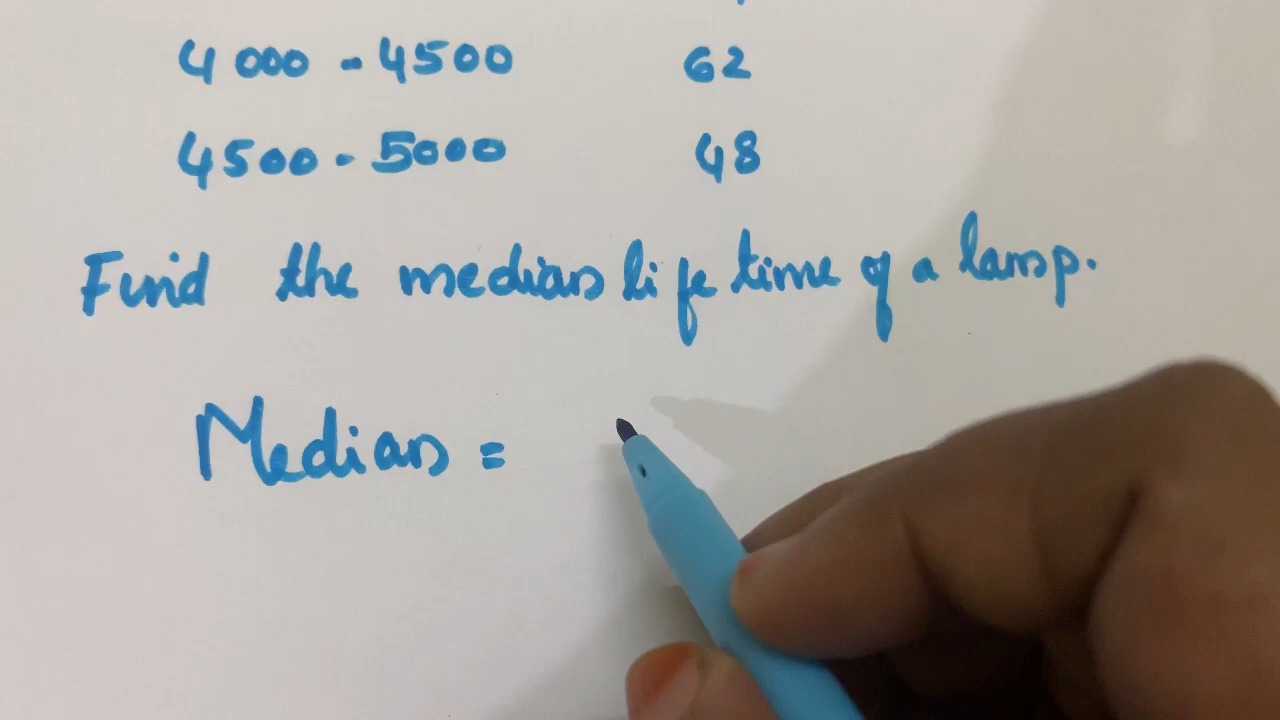 4000 - 4500 62
4500 - 5000 48
Find the median life time of a lamp.
Median =